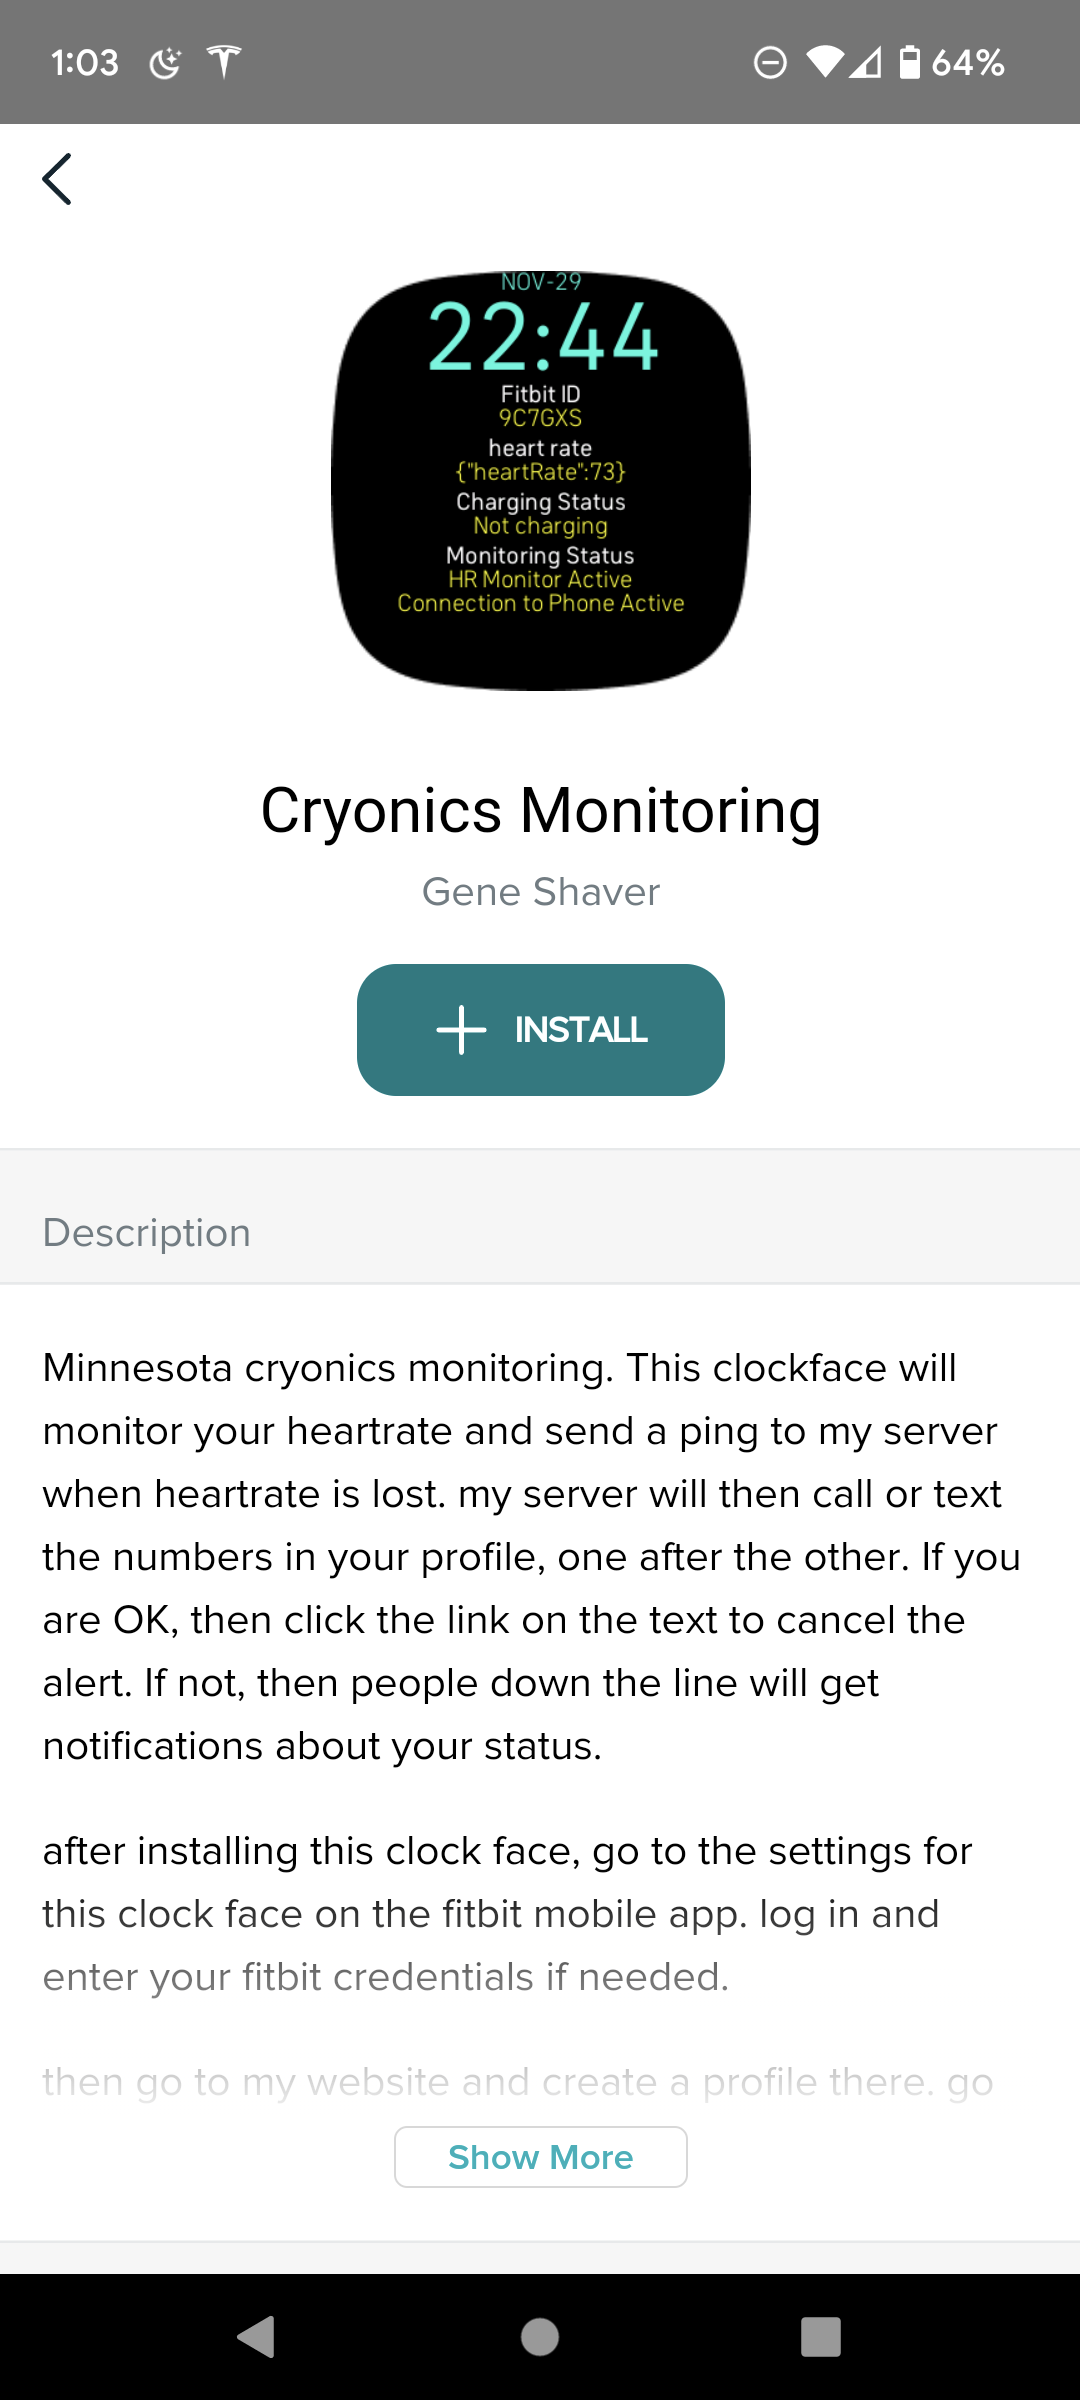 1:03
64%
NOV-29
22:44
Fitbit ID
9C7GXS
heart rate
{"heartRate":73}
Charging Status
Not charging
Monitoring Status
HR Monitor Active
Connection to Phone Active
Cryonics Monitoring
Gene Shaver
INSTALL
Description
Minnesota cryonics monitoring. This clockface will
monitor your heartrate and send a ping to my server
when heartrate is lost. my server will then call or text
the numbers in your profile, one after the other. If you
are OK, then click the link on the text to cancel the
alert. If not, then people down the line will get
notifications about your status.
after installing this clock face, go to the settings for
this clock face on the fitbit mobile app. log in and
enter your fitbit credentials if needed.
then go to my website and create a profile there. go
Show More